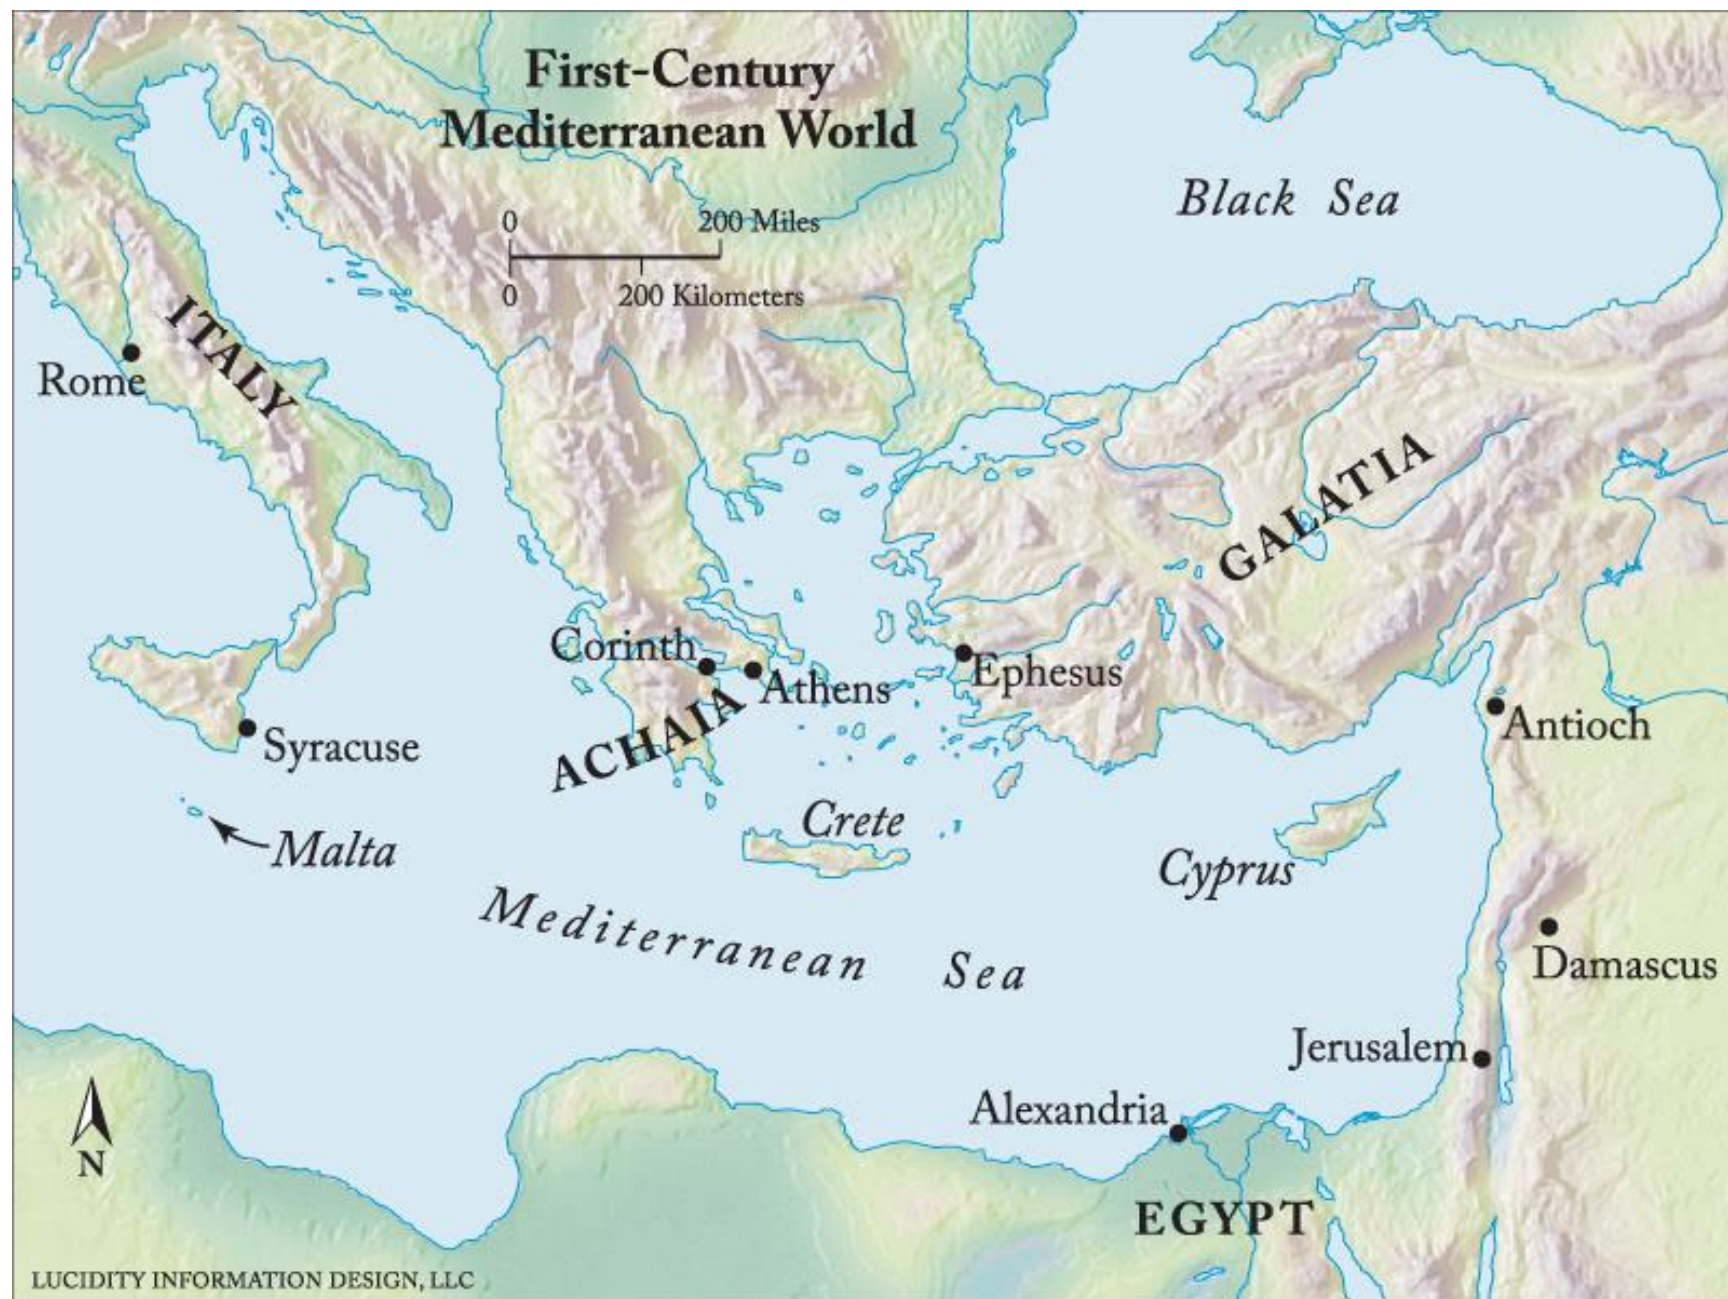 First-Century
Mediterranean World
Black Sea
0 200 Miles
0 200 Kilometers
ITALY
Rome
GALATIA
Corinth
Athens
Ephesus
ACHAIA
Antioch
Syracuse
Crete
Malta
Cyprus
Mediterranean Sea
Damascus
Jerusalem
Alexandria
N
EGYPT
LUCIDITY INFORMATION DESIGN, LLC